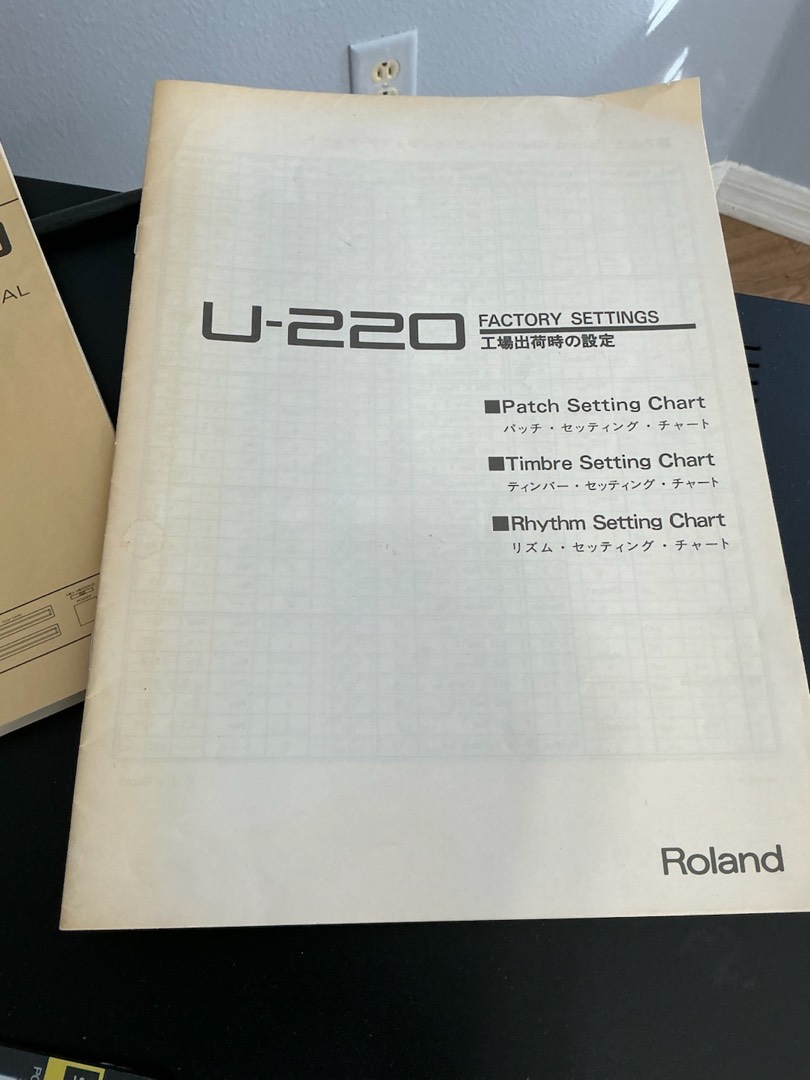 AL
U-220
FACTORY SETTINGS
工場出荷時の設定
■Patch Setting Chart
パッチ・セッティング・チャート
■Timbre Setting Chart
ティンバー・セッティング・チャート
■Rhythm Setting Chart
リズム・セッティング・チャート
Roland